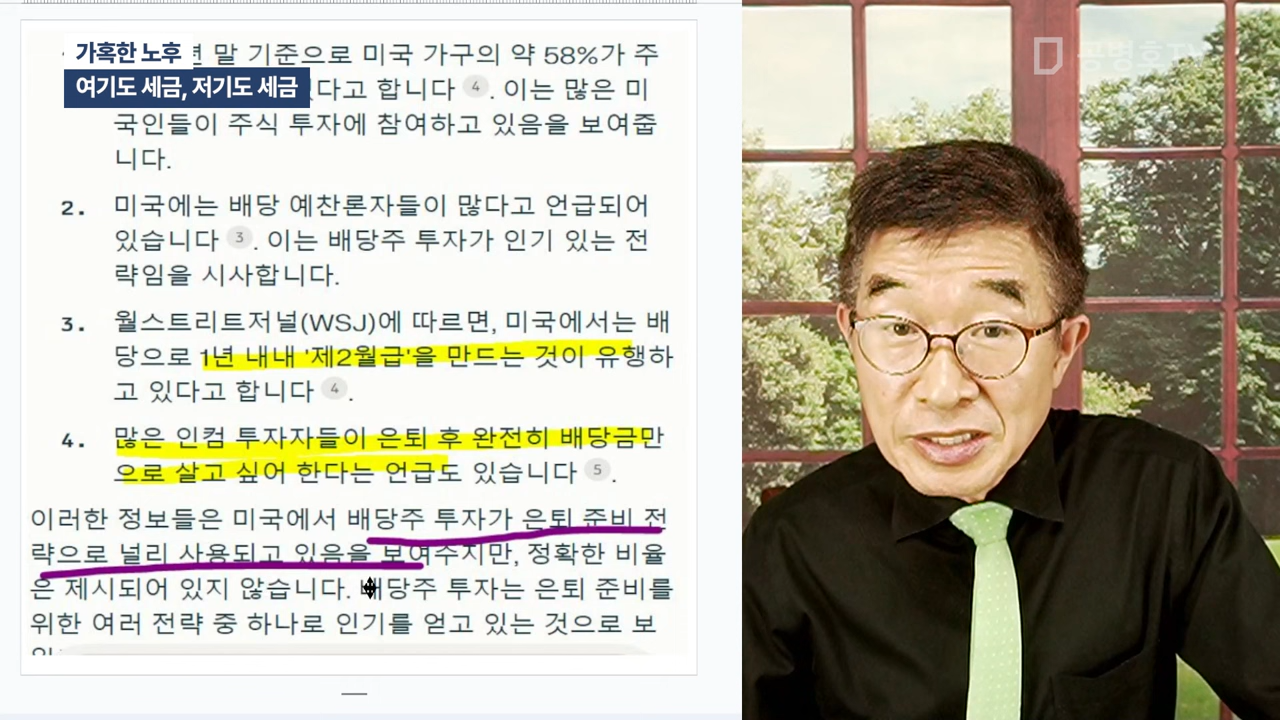 가혹한 노후
여기도 세금, 저기도 세금
년 말 기준으로 미국 가구의 약 58%가 주
다고 합니다 4 . 이는 많은 미
국인들이 주식 투자에 참여하고 있음을 보여줍
니다.
2. 미국에는 배당 예찬론자들이 많다고 언급되어
있습니다 3 . 이는 배당주 투자가 인기 있는 전
략임을 시사합니다.
3. 월스트리트저널(WSJ)에 따르면, 미국에서는 배
당으로 1년 내내 '제2월급'을 만드는 것이 유행하
고 있다고 합니다 4 .
4. 많은 인컴 투자자들이 은퇴 후 완전히 배당금만
으로 살고 싶어 한다는 언급도 있습니다 5 .
이러한 정보들은 미국에서 배당주 투자가 은퇴 준비 전
략으로 널리 사용되고 있음을 보여주지만, 정확한 비율
은 제시되어 있지 않습니다. 배당주 투자는 은퇴 준비를
위한 여러 전략 중 하나로 인기를 얻고 있는 것으로 보
공병호TV